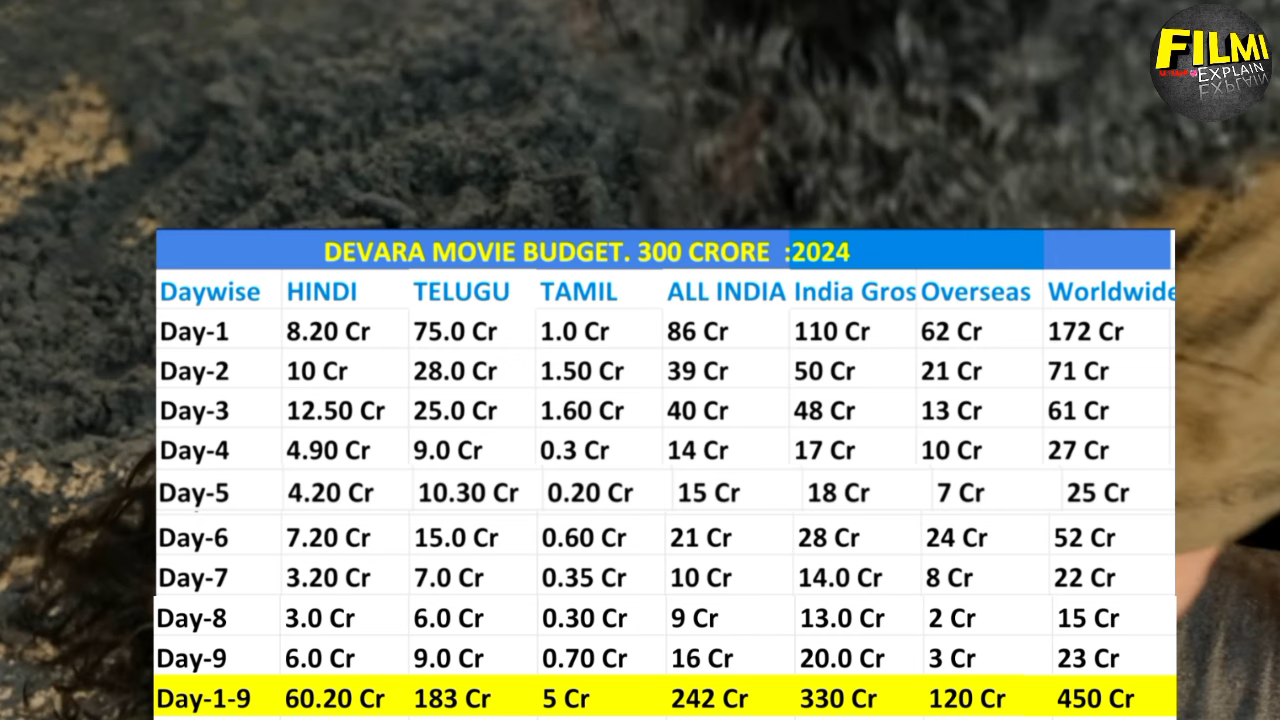 FILMI
EXPLAIN
DEVARA MOVIE BUDGET. 300 CRORE :2024
Daywise HINDI TELUGU TAMIL ALL INDIA India Gros Overseas Worldwide
Day-1 8.20 Cr 75.0 Cr 1.0 Cr 86 Cr 110 Cr 62 Cr 172 Cr
Day-2 10 Cr 28.0 Cr 1.50 Cr 39 Cr 50 Cr 21 Cr 71 Cr
Day-3 12.50 Cr 25.0 Cr 1.60 Cr 40 Cr 48 Cr 13 Cr 61 Cr
Day-4 4.90 Cr 9.0 Cr 0.3 Cr 14 Cr 17 Cr 10 Cr 27 Cr
Day-5 4.20 Cr 10.30 Cr 0.20 Cr 15 Cr 18 Cr 7 Cr 25 Cr
Day-6 7.20 Cr 15.0 Cr 0.60 Cr 21 Cr 28 Cr 24 Cr 52 Cr
Day-7 3.20 Cr 7.0 Cr 0.35 Cr 10 Cr 14.0 Cr 8 Cr 22 Cr
Day-8 3.0 Cr 6.0 Cr 0.30 Cr 9 Cr 13.0 Cr 2 Cr 15 Cr
Day-9 6.0 Cr 9.0 Cr 0.70 Cr 16 Cr 20.0 Cr 3 Cr 23 Cr
Day-1-9 60.20 Cr 183 Cr 5 Cr 242 Cr 330 Cr 120 Cr 450 Cr